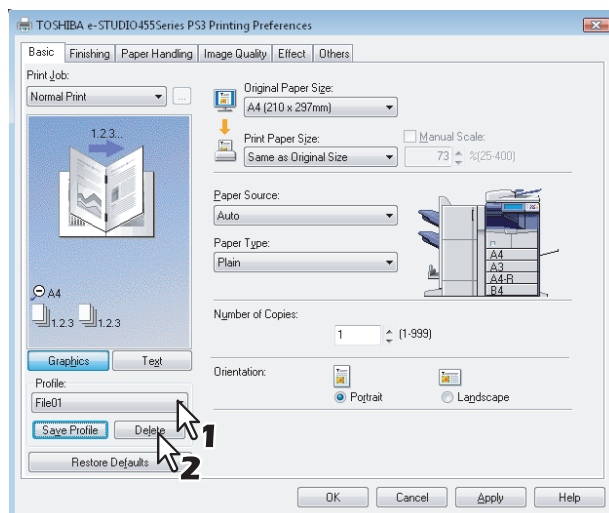 TOSHIBA e-STUDIO455Series PS3 Printing Preferences
Basic Finishing Paper Handling Image Quality Effect Others
Print Job:
Normal Print
...
1.2.3...
A4
1.2.3 1.2.3
Graphics Text
Profile:
File01
1
Save Profile Delete
2
Restore Defaults
Original Paper Size:
A4 (210 x 297mm)
Print Paper Size:
Same as Original Size
Manual Scale:
73 %(25-400)
Paper Source:
Auto
Paper Type:
Plain
A4
A3
A4-R
B4
Number of Copies:
1 (1-999)
Orientation:
Portrait Landscape
OK Cancel Apply Help